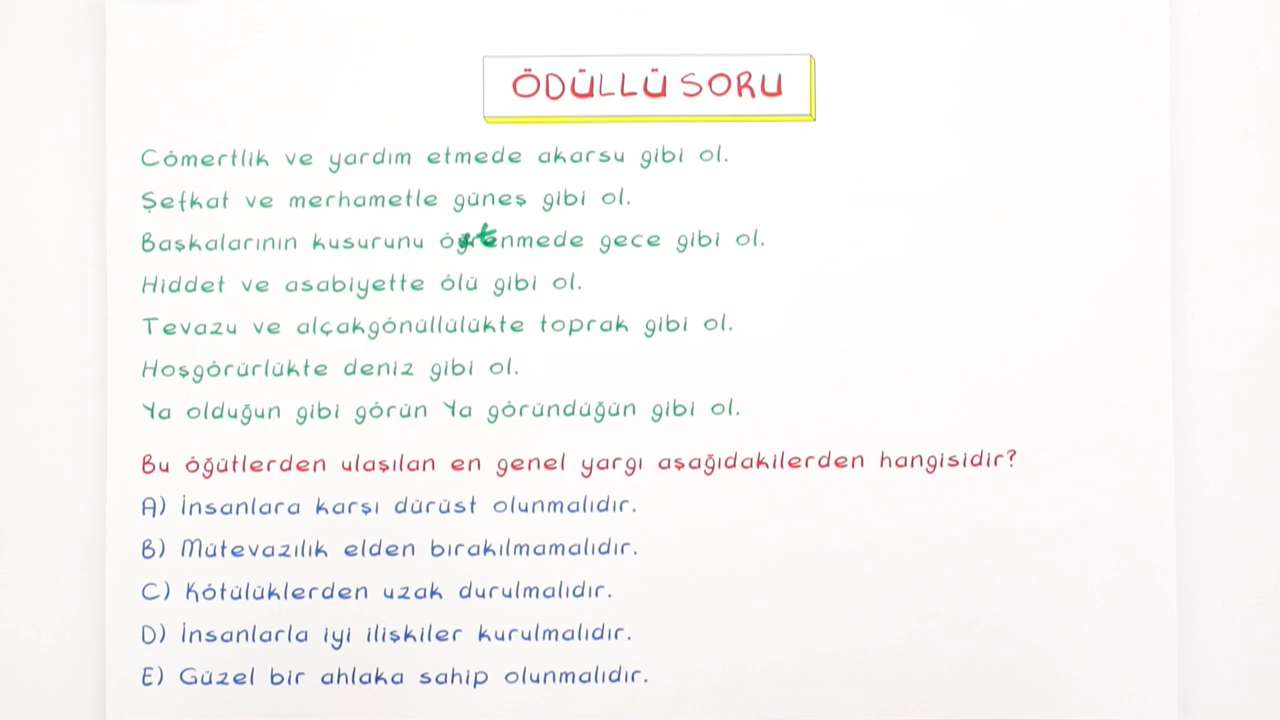 ÖDÜLLÜ SORU
Cömertlik ve yardım etmede akarsu gibi ol.
Şefkat ve merhametle güneş gibi ol.
Başkalarının kusurunu gibi ol.
Hiddet ve asabiyette ölü gibi ol.
Tevazu ve alçakgönüllülükte toprak gibi ol.
Hoşgörürlükte deniz gibi ol.
Ya olduğun gibi görün Ya göründüğün gibi ol.
Bu öğütlerden ulaşılan en genel yargı aşağıdakilerden hangisidir?
A) İnsanlara karşı dürüst olunmalıdır.
B) Mütevazılık elden bırakılmamalıdır.
C) Kötülüklerden uzak durulmalıdır.
D) İnsanlarla iyi ilişkiler kurulmalıdır.
E) Güzel bir ahlaka sahip olunmalıdır.